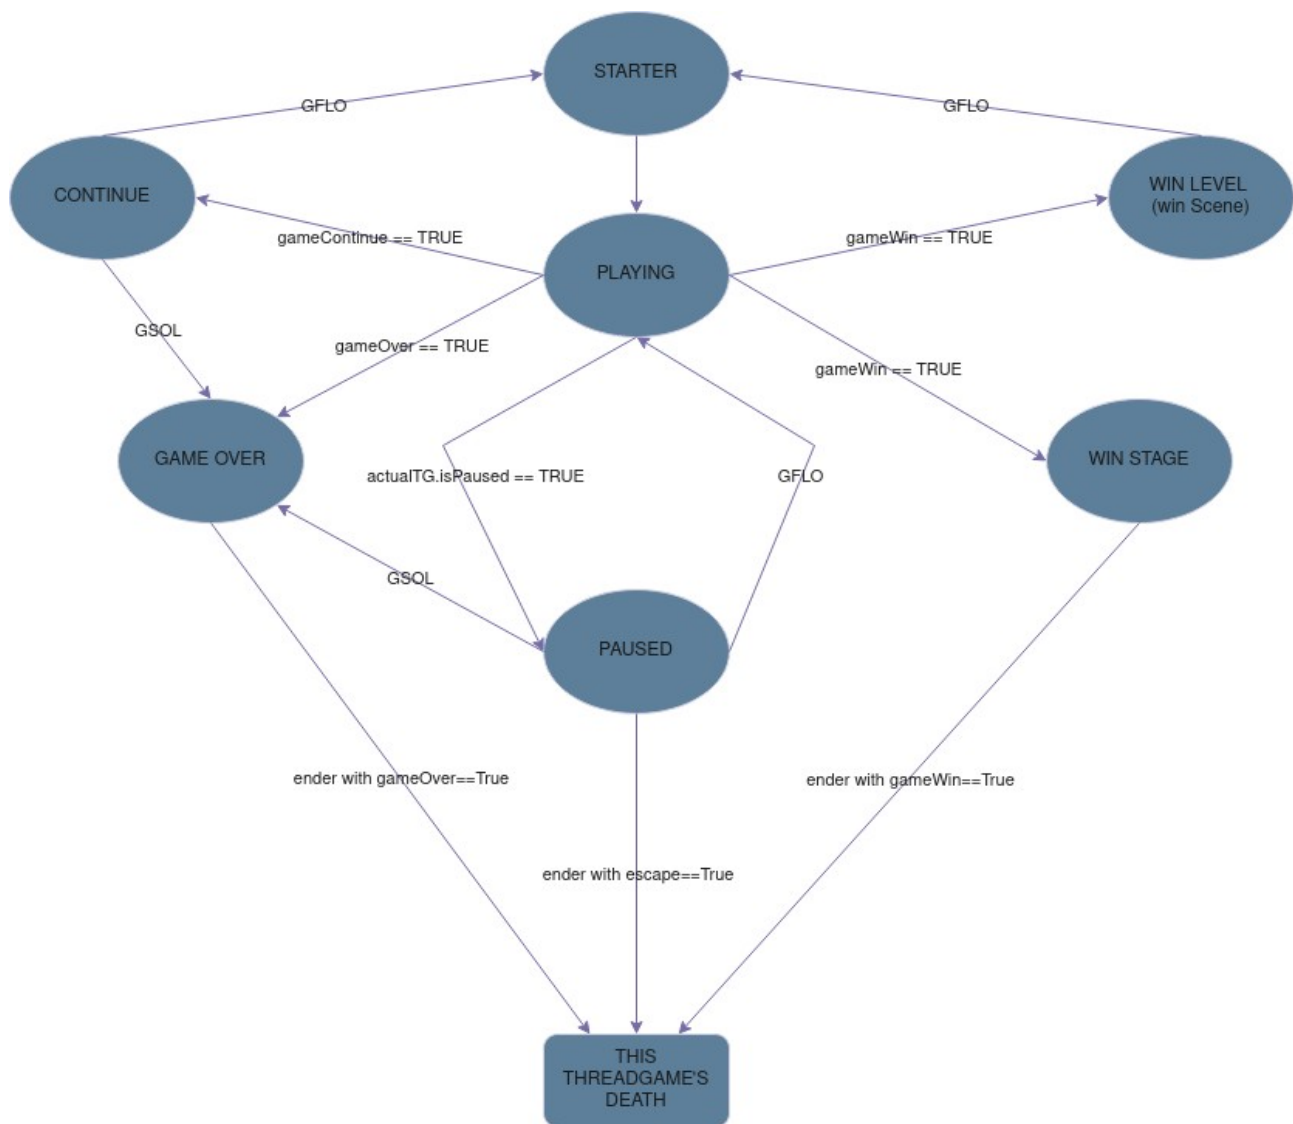 STARTER
GFLO
GFLO
CONTINUE
WIN LEVEL
(win Scene)
gameContinue == TRUE
gameWin == TRUE
PLAYING
GSOL
gameOver == TRUE
gameWin == TRUE
GAME OVER
WIN STAGE
actualTG.isPaused == TRUE
GFLO
GSOL
PAUSED
ender with gameOver==True
ender with gameWin==True
ender with escape==True
THIS
THREADGAME'S
DEATH